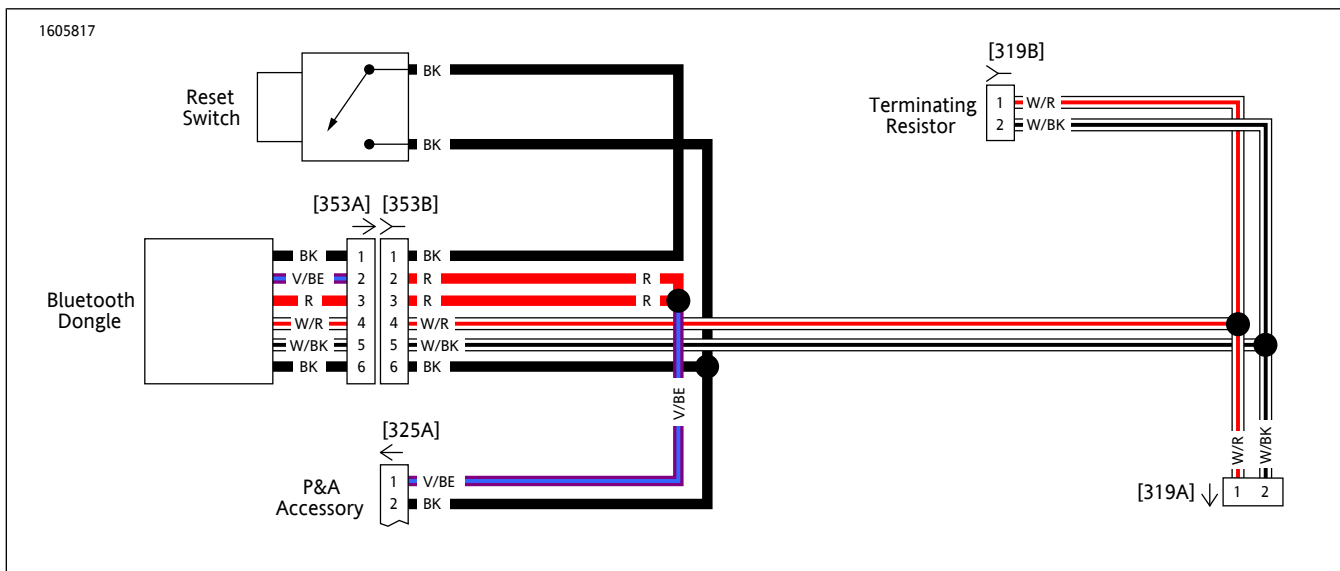 1605817
[319B]
Reset
Switch
BK
BK
Terminating
Resistor
1 W/R
2 W/BK
[353A] [353B]
Bluetooth
Dongle
BK 1 1 BK
V/BE 2 2 R R
R 3 3 R R
W/R 4 4 W/R
W/BK 5 5 W/BK
BK 6 6 BK
V/BE
W/R
W/BK
[325A]
P&A
Accessory
1 V/BE
2 BK
[319A] 1 2